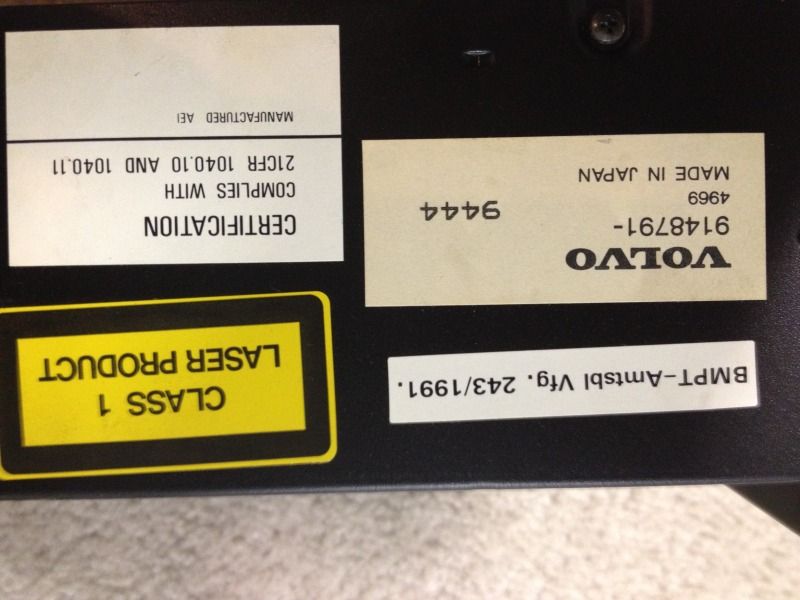 BMPT-Amtsbl Vfg. 243/1991.
CLASS 1
LASER PRODUCT
VOLVO
9148791-
4969
9444
MADE IN JAPAN
CERTIFICATION
COMPLIES WITH
21CFR 1040.10 AND 1040.11
MANUFACTURED AEI